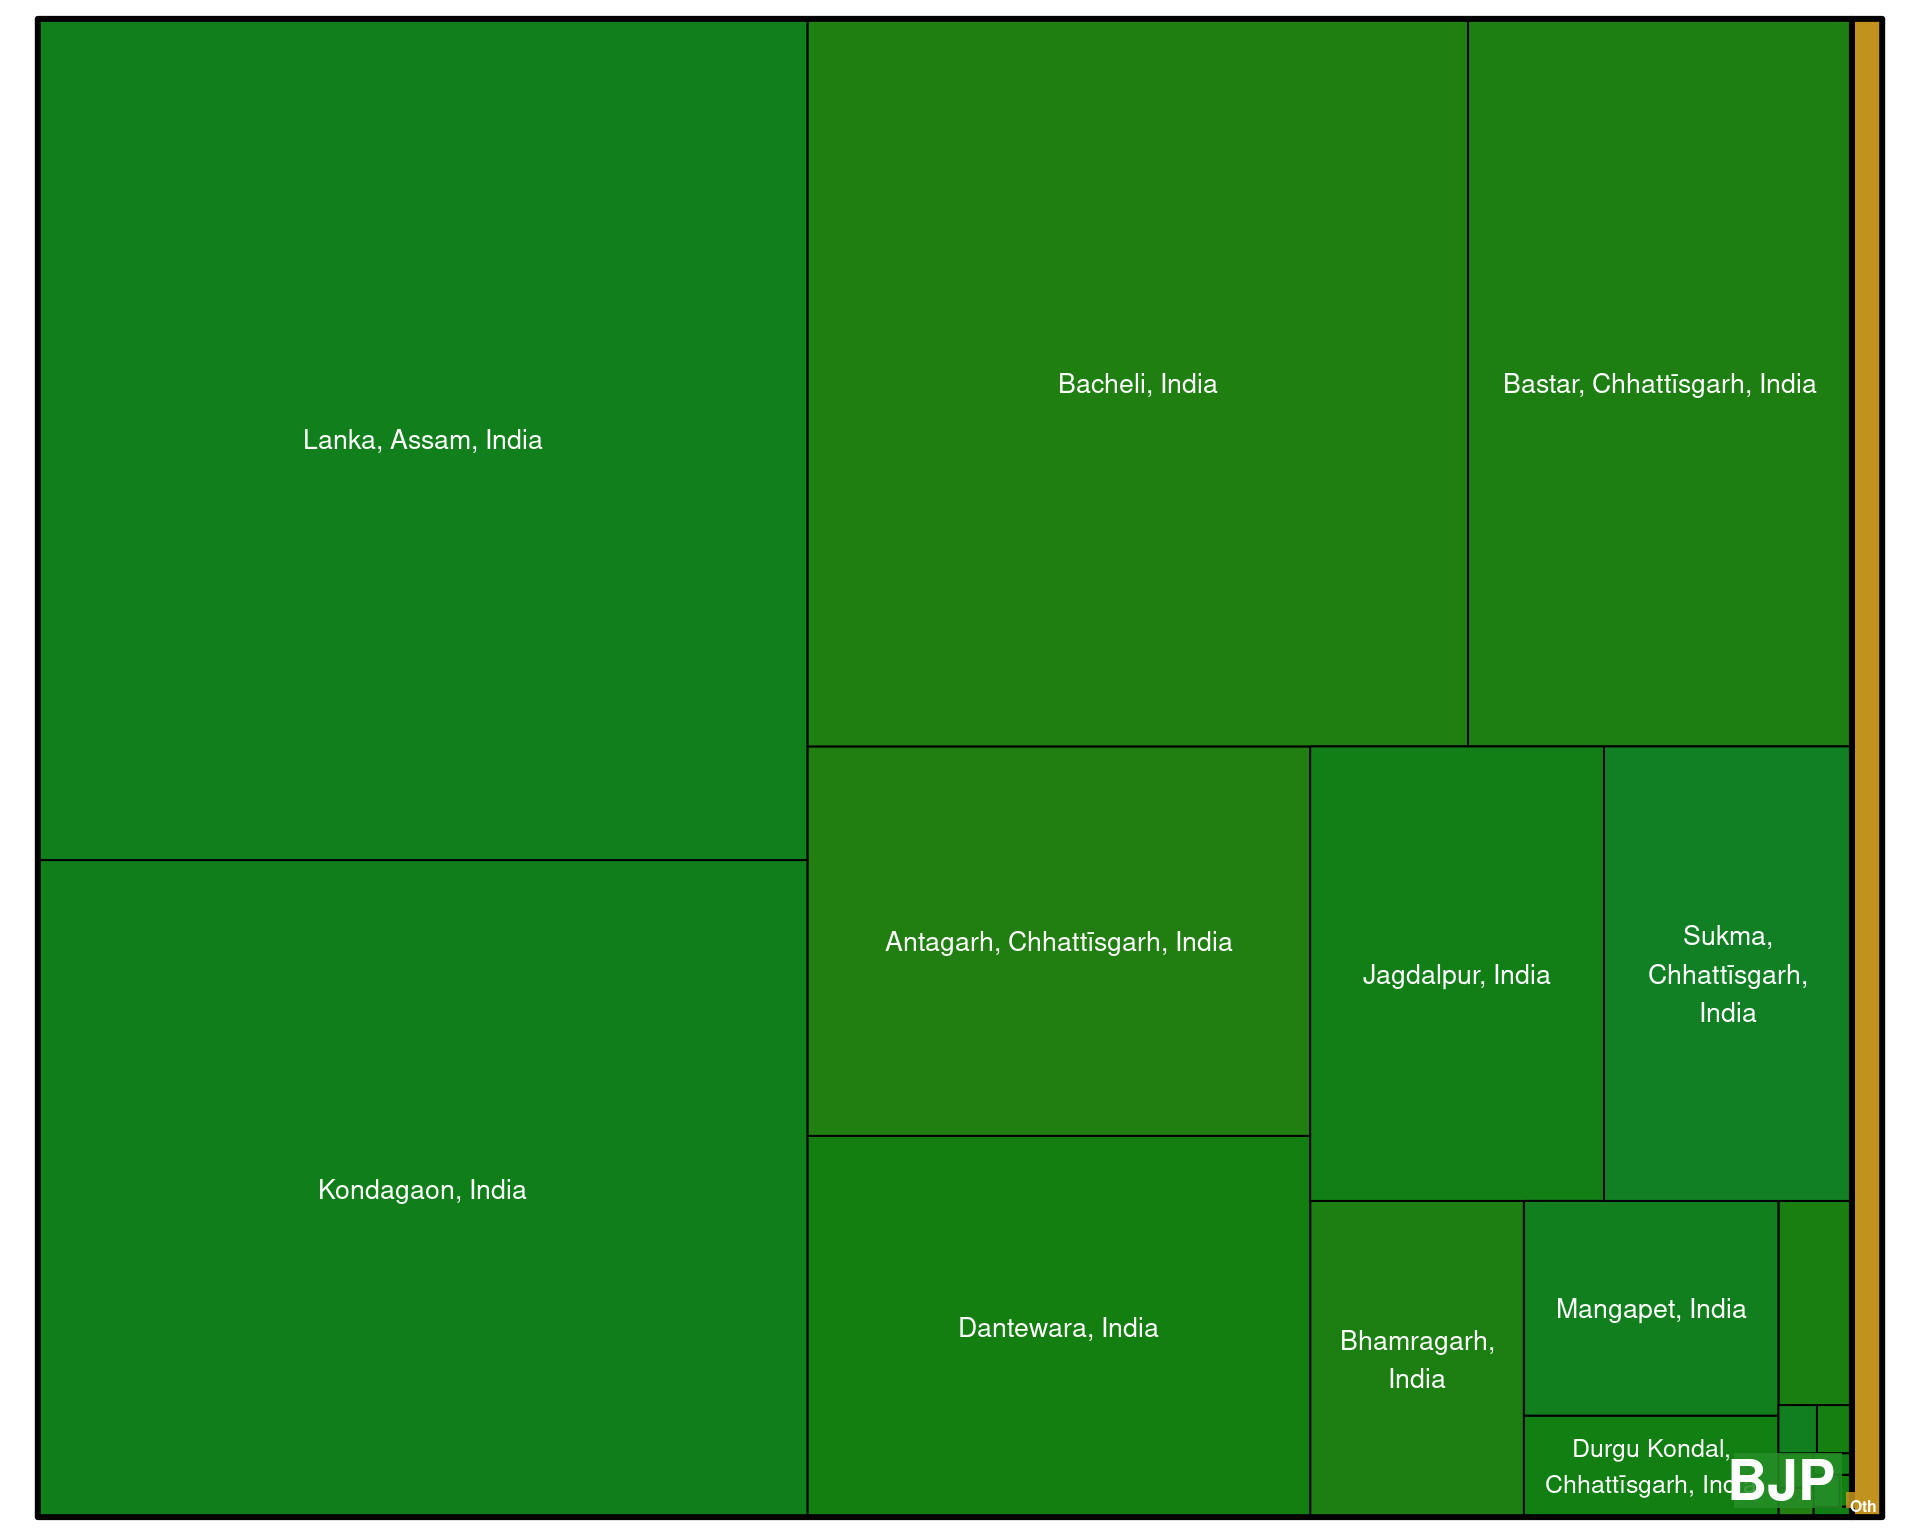 Lanka, Assam, India
Bacheli, India
Bastar, Chhattīsgarh, India
Kondagaon, India
Antagarh, Chhattīsgarh, India
Jagdalpur, India
Sukma,
Chhattīsgarh,
India
Dantewara, India
Bhamragarh,
India
Mangapet, India
Durgu Kondal,
Chhattīsgarh,
BJP
Oth